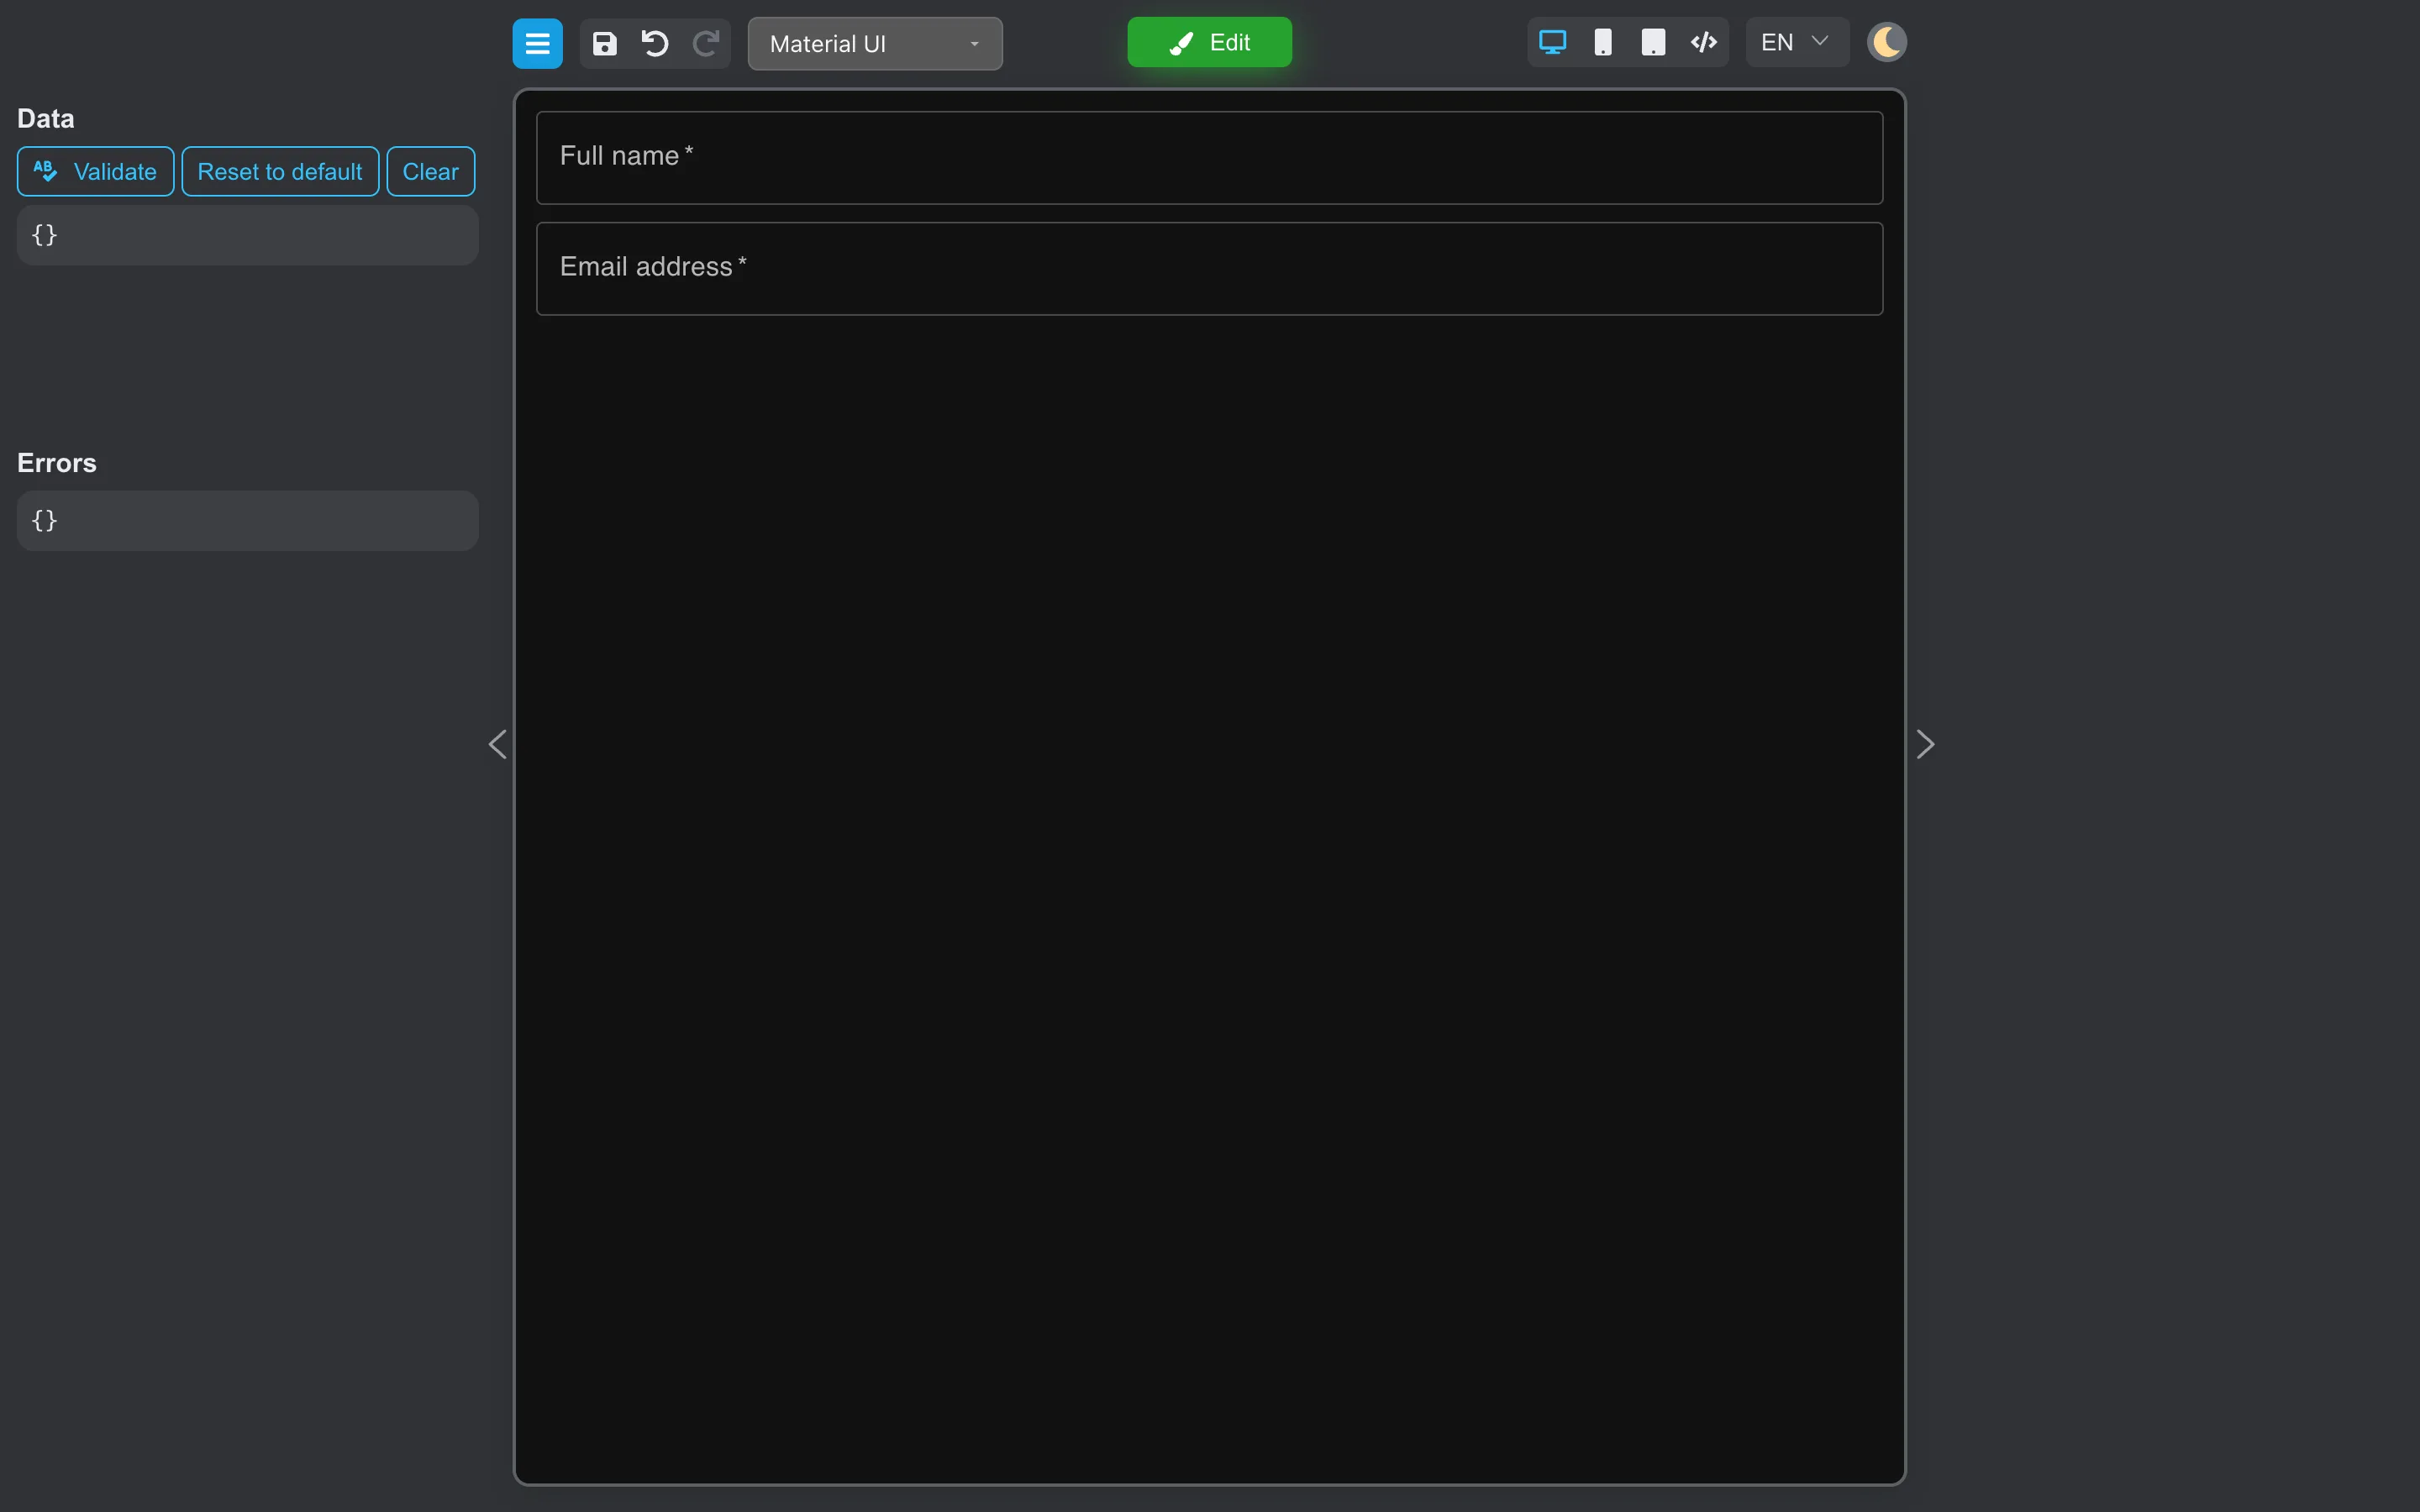 Material UI
Edit
EN
Data
Validate
Reset to default
Clear
{}
Errors
{}
Full name *
Email address *